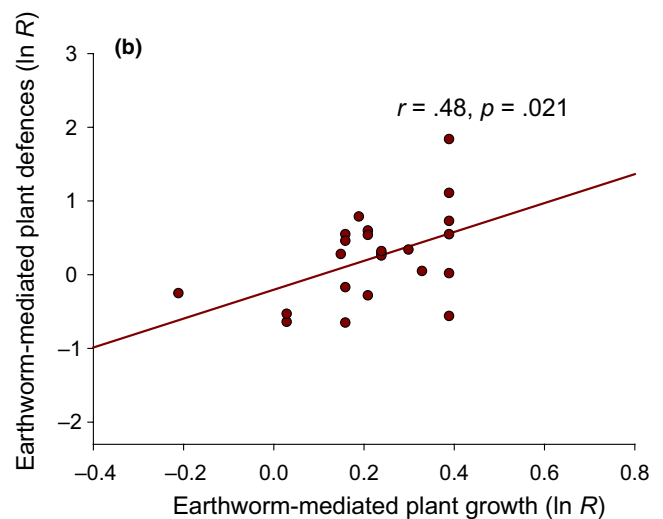 (b)
r = .48, p = .021
Earthworm-mediated plant defences (ln R)
3
2
1
0
−1
−2
−0.4 −0.2 0.0 0.2 0.4 0.6 0.8
Earthworm-mediated plant growth (ln R)